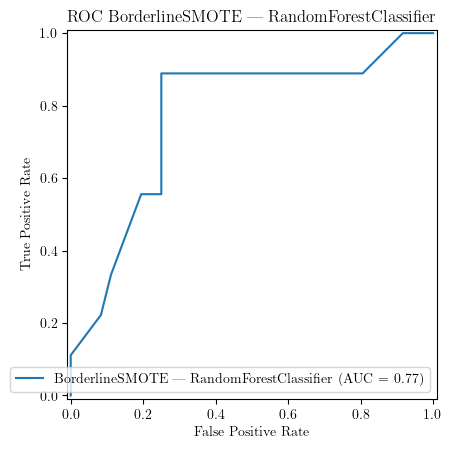 ROC BorderlineSMOTE — RandomForestClassifier
1.0
0.8
0.6
0.4
0.2
0.0
True Positive Rate
BorderlineSMOTE — RandomForestClassifier (AUC = 0.77)
0.0 0.2 0.4 0.6 0.8 1.0
False Positive Rate